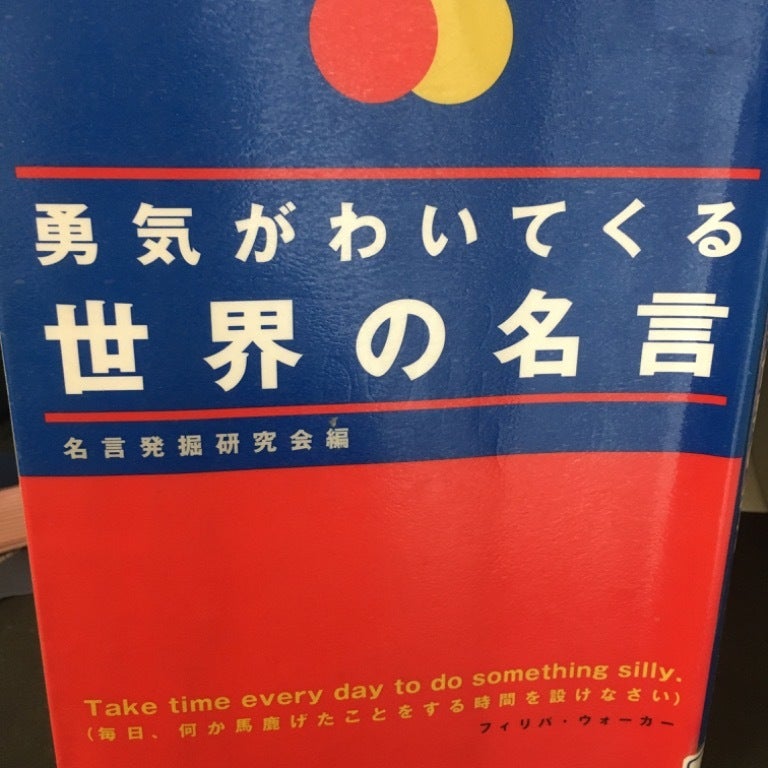 勇気がわいてくる
世界の名言
名言発掘研究会編
Take time every day to do something silly.
(毎日、何か馬鹿げたことをする時間を設けなさい)
フィリパ・ウォーカー